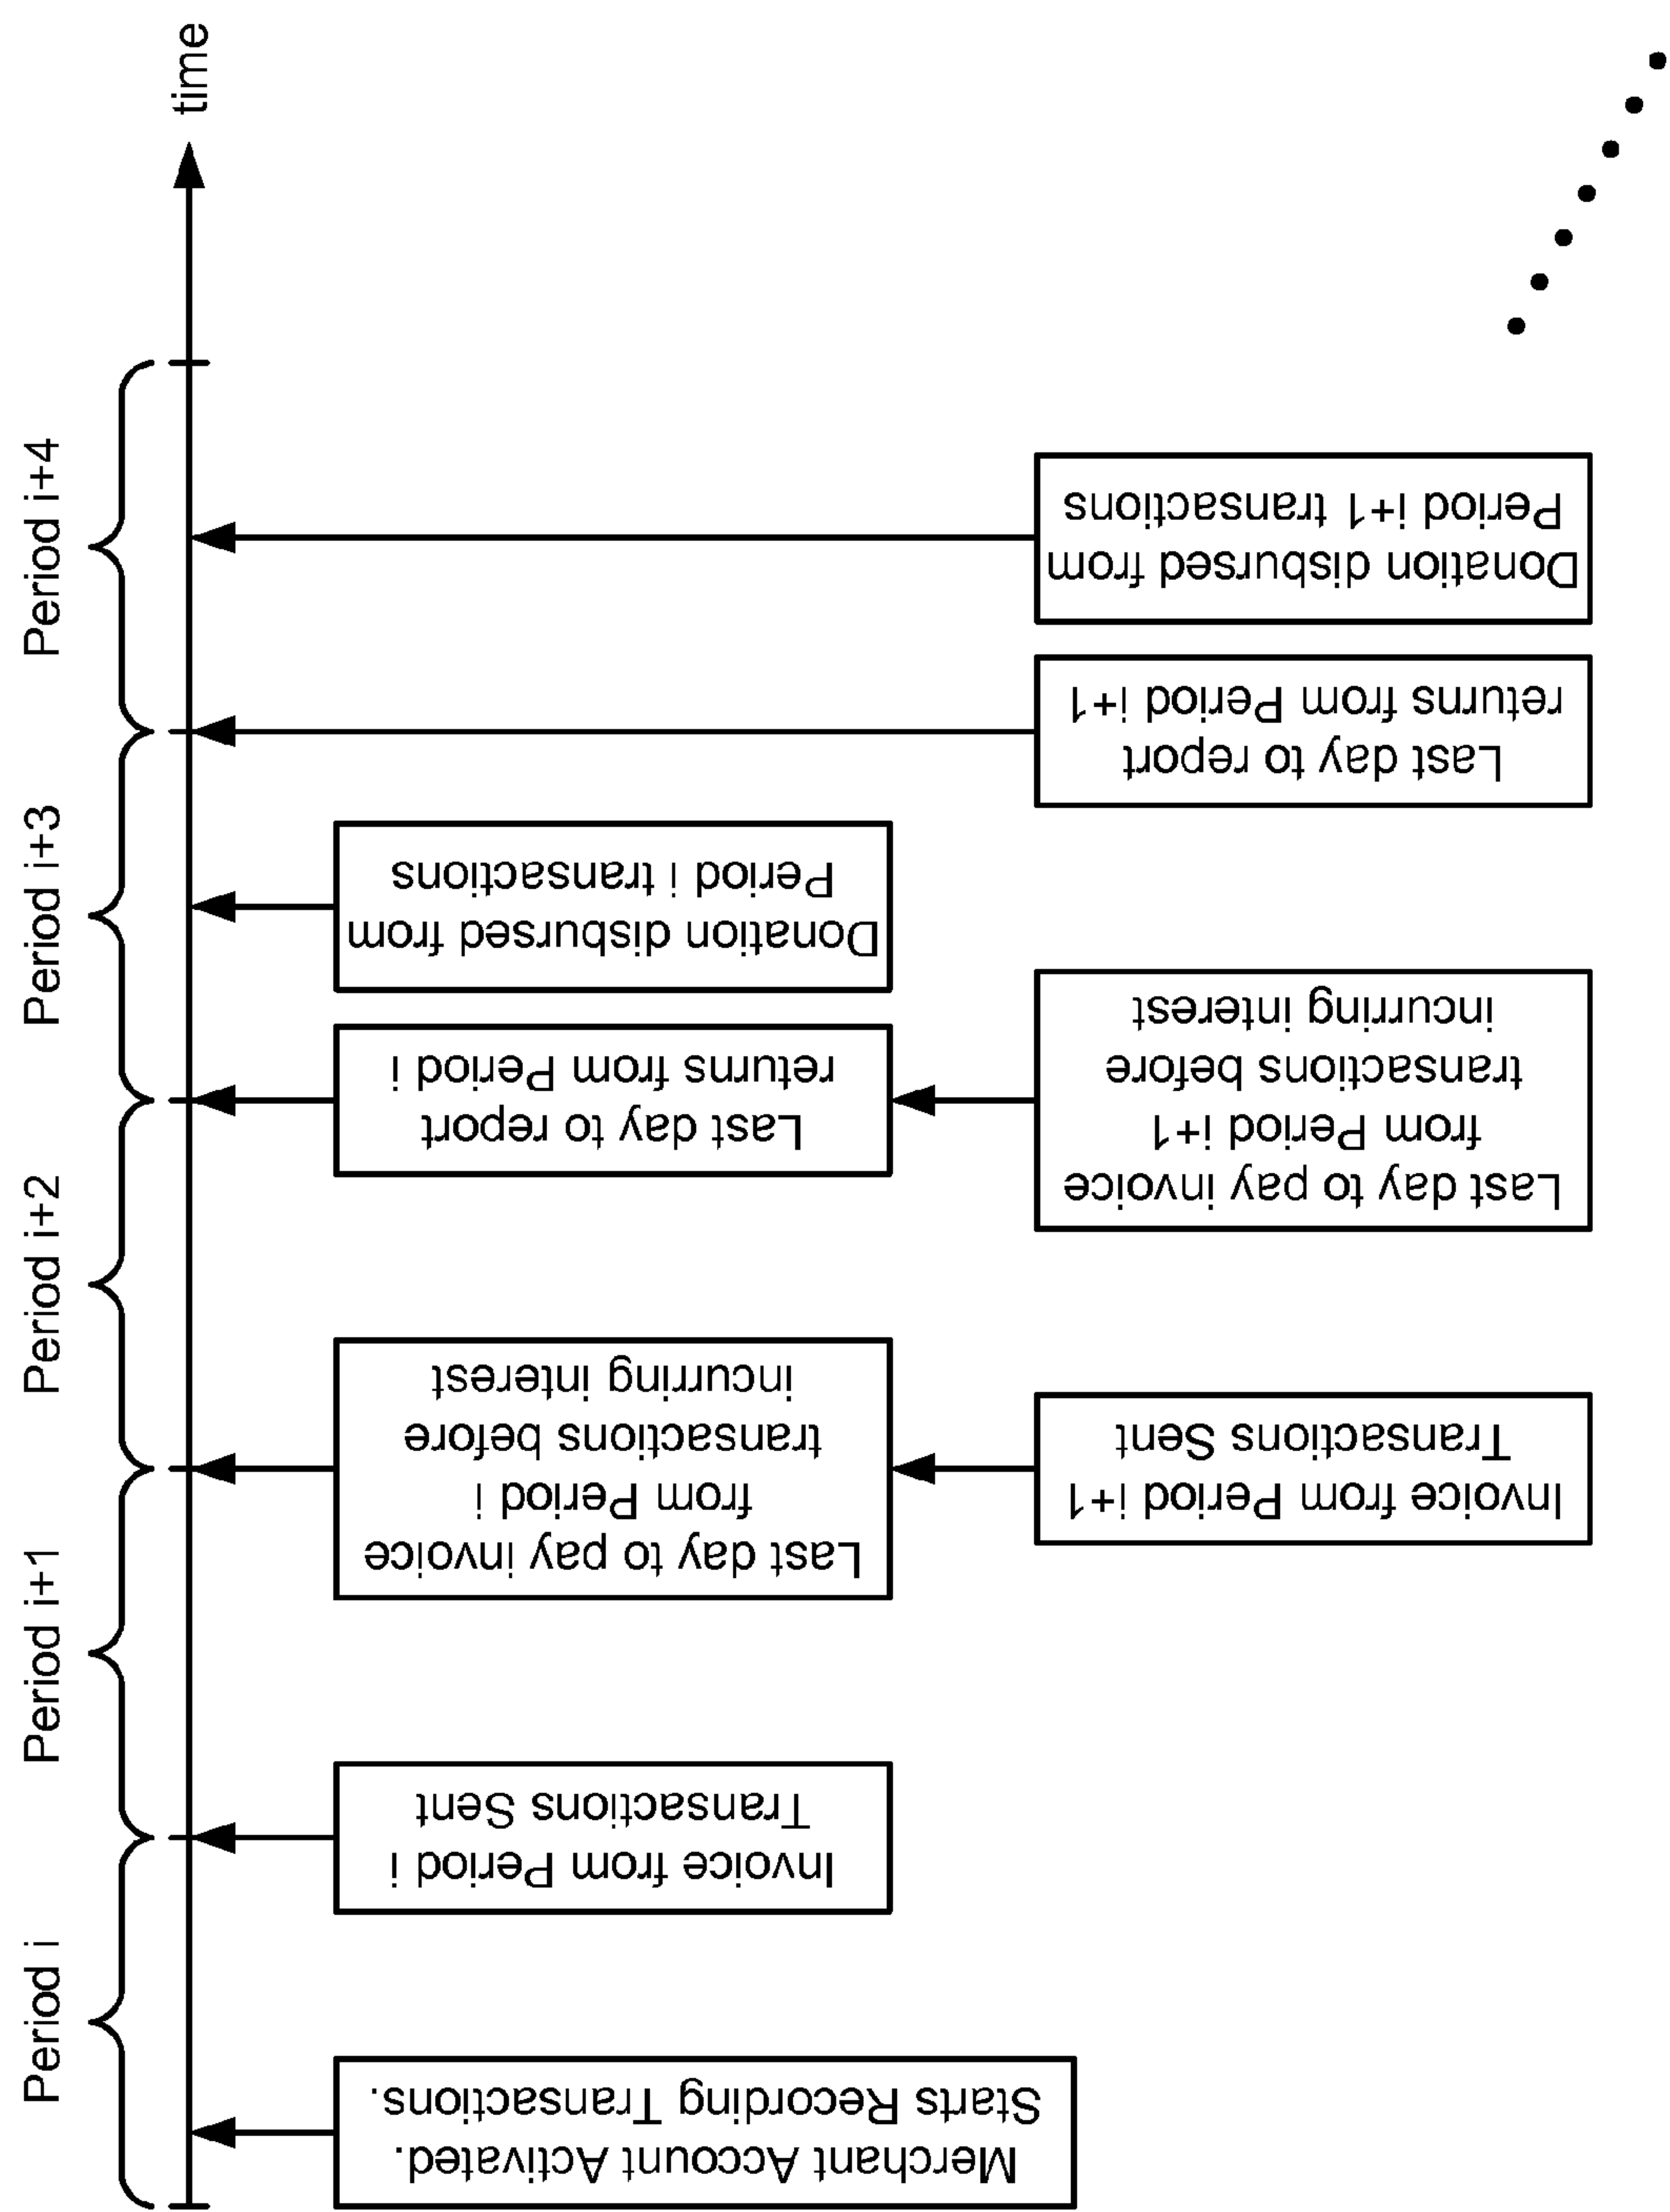 Period i
Period i+1
Period i+2
Period i+3
Period i+4
time
Merchant Account Activated.
Starts Recording Transactions.
Invoice from Period i
Transactions Sent
Last day to pay invoice
from Period i
transactions before
incurring interest
Last day to report
returns from Period i
Donation disbursed from
Period i transactions
Invoice from Period i+1
Transactions Sent
Last day to pay invoice
from Period i+1
transactions before
incurring interest
Last day to report
returns from Period i+1
Donation disbursed from
Period i+1 transactions